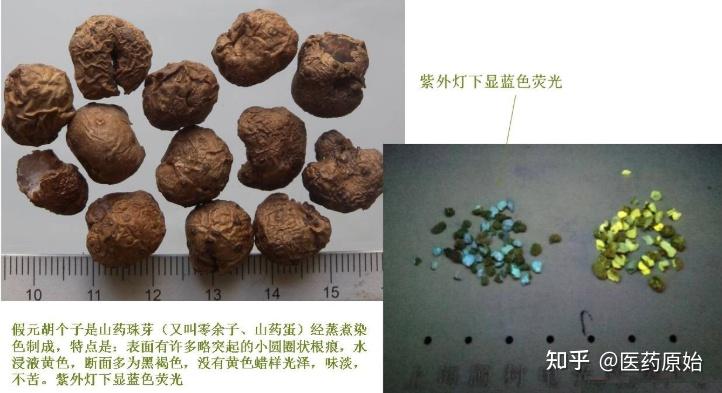 紫外灯下显蓝色荧光
10 11 12 13 14 15
假元胡个子是山药珠芽（又叫零余子、山药蛋）经蒸煮染
色制成，特点是：表面有许多略突起的小圆圈状根痕，水
浸液黄色，断面多为黑褐色，没有黄色蜡样光泽，味淡，
不苦。紫外灯下显蓝色荧光
知乎 @医药原始